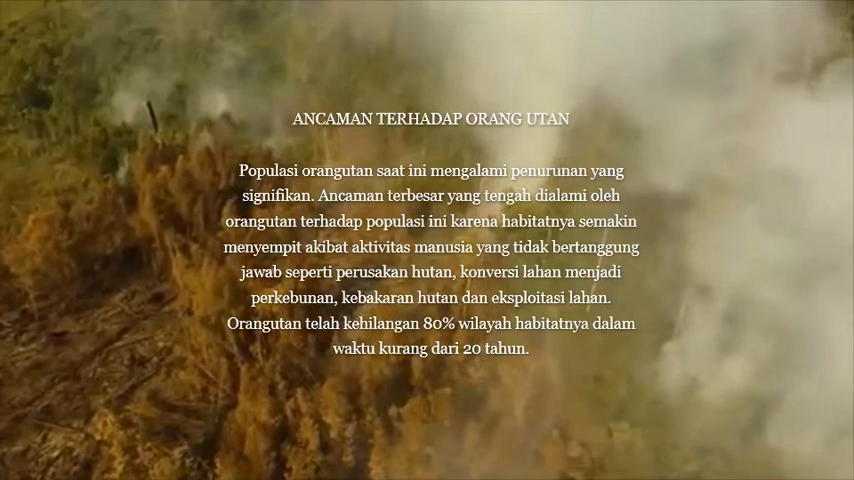 ANCAMAN TERHADAP ORANG UTAN
Populasi orangutan saat ini mengalami penurunan yang
signifikan. Ancaman terbesar yang tengah dialami oleh
orangutan terhadap populasi ini karena habitatnya semakin
menyempit akibat aktivitas manusia yang tidak bertanggung
jawab seperti perusakan hutan, konversi lahan menjadi
perkebunan, kebakaran hutan dan eksploitasi lahan.
Orangutan telah kehilangan 80% wilayah habitatnya dalam
waktu kurang dari 20 tahun.